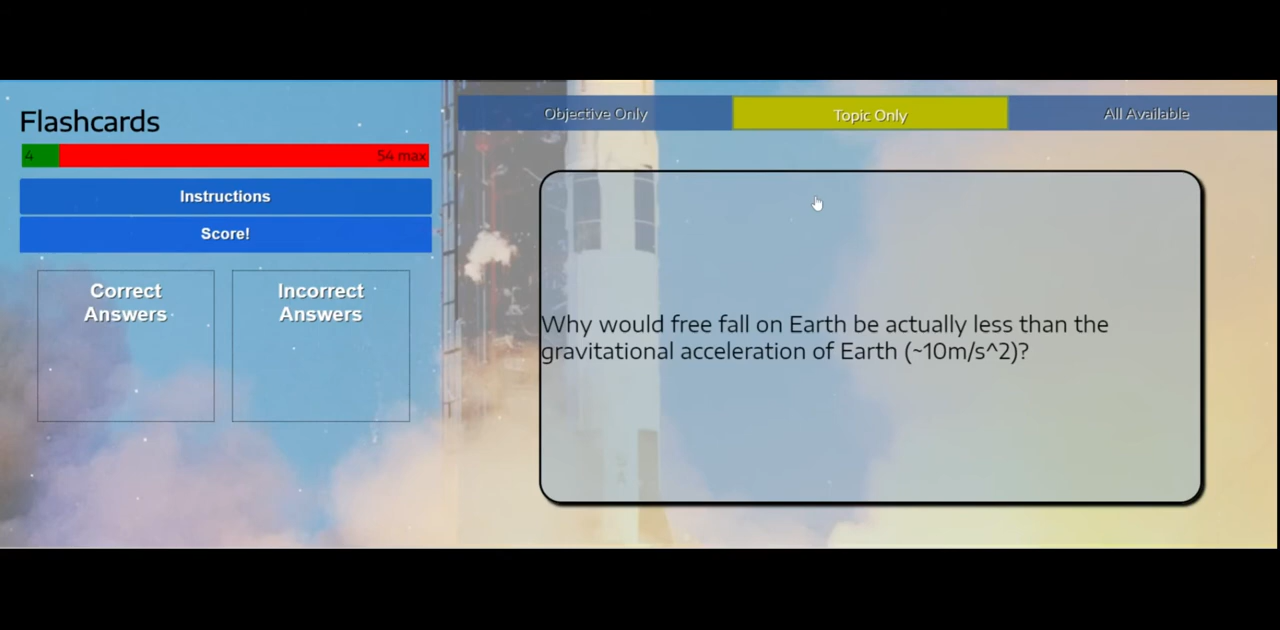 Flashcards
4 54 max
Instructions
Score!
Correct
Answers
Incorrect
Answers
Objective Only
Topic Only
All Available
Why would free fall on Earth be actually less than the
gravitational acceleration of Earth (~10m/s^2)?